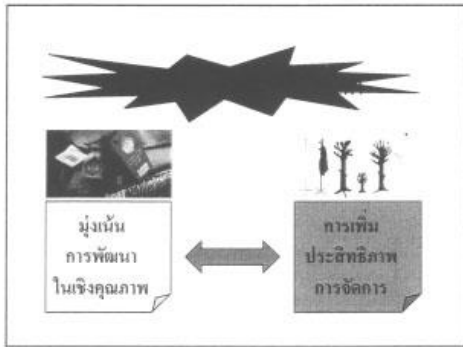 มุ่งเน้น
การพัฒนา
ในเชิงคุณภาพ
การเพิ่ม
ประสิทธิภาพ
การจัดการ